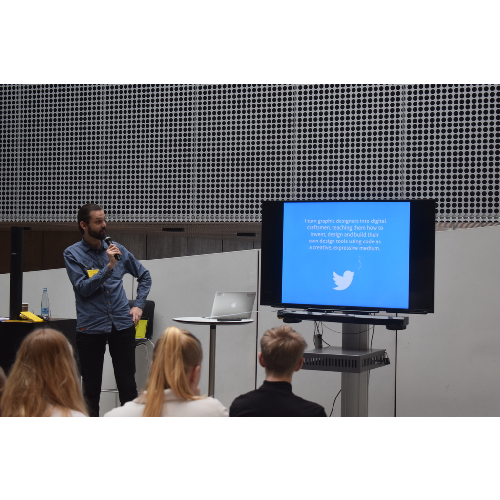 I turn graphic designers into digital
craftsmen, teaching them how to
invent, design and build their
own design tools using code as
a creative, expressive medium.